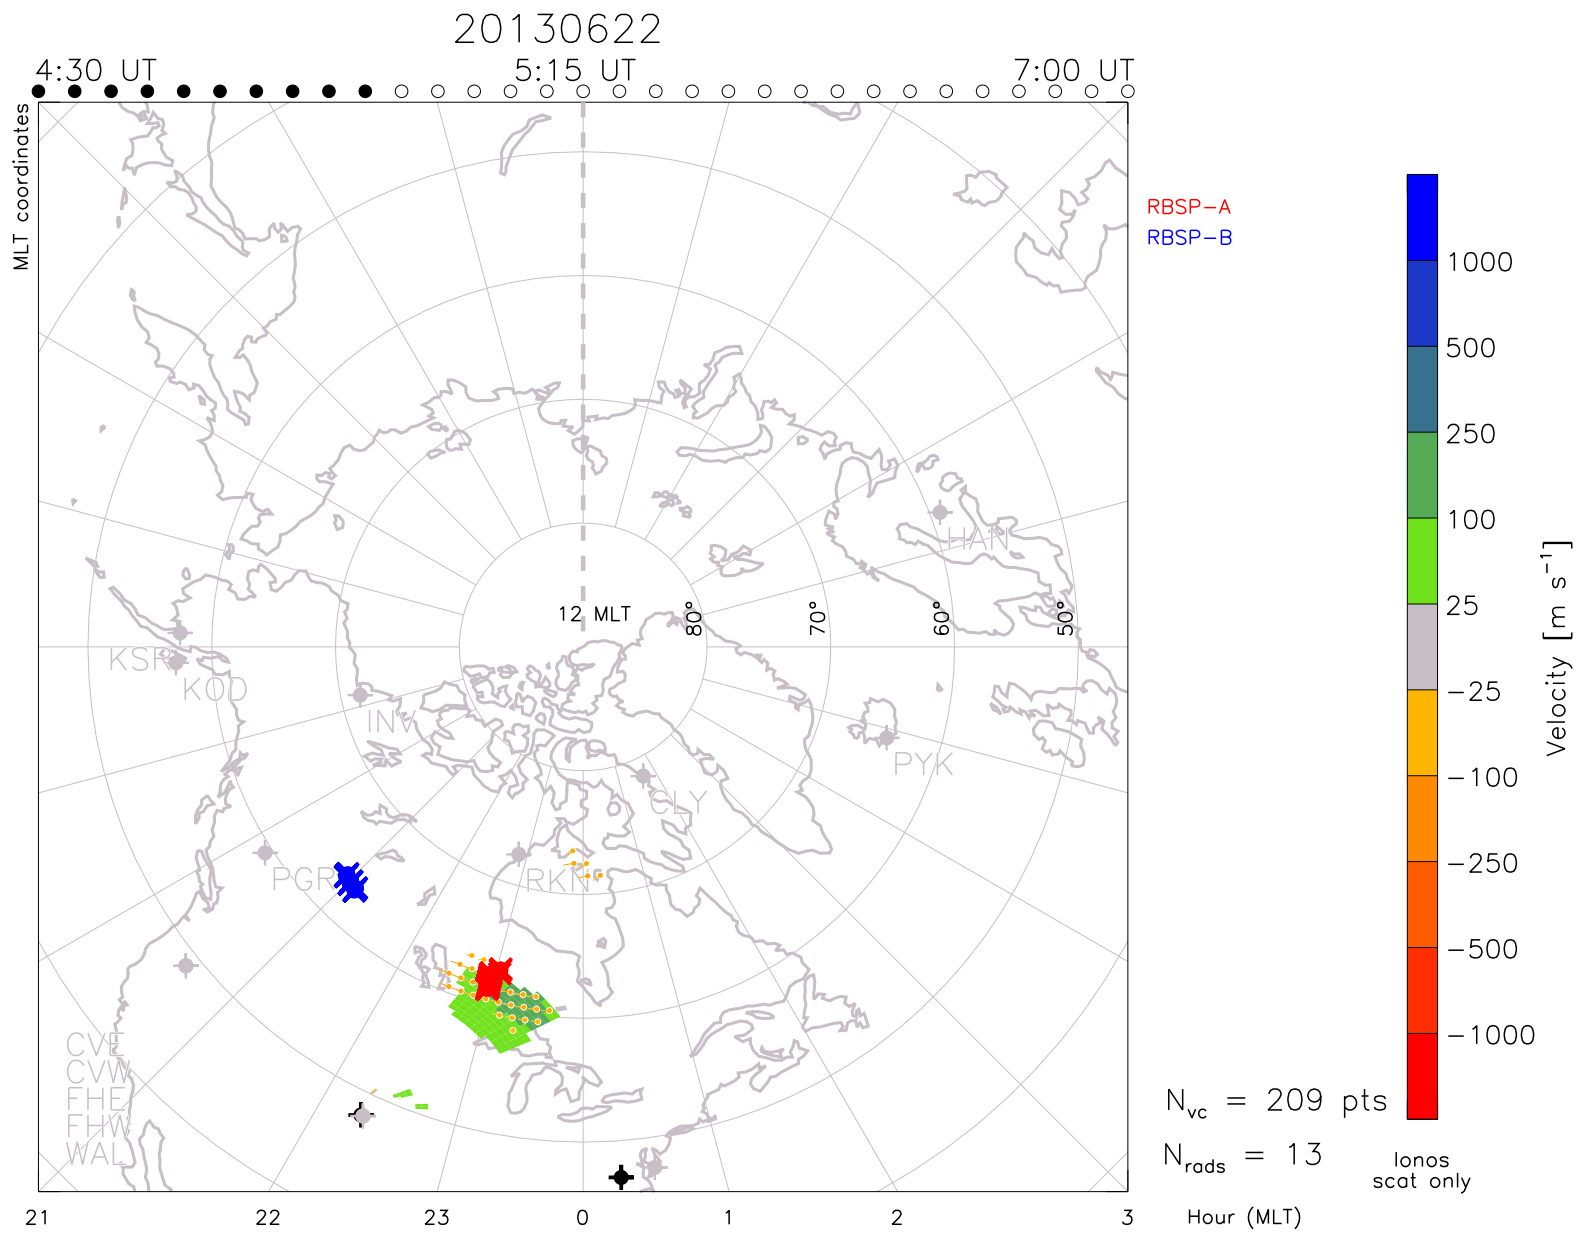 20130622
4:30 UT 5:15 UT 7:00 UT
MLT coordinates
RBSP-A
RBSP-B
1000
500
250
100
25
-25
-100
-250
-500
-1000
Velocity [m s⁻¹]
12 MLT
80° 70° 60° 50°
HAN
KSR
KOD
INV
PYK
CLY
PGR
RKN
CVE
CVW
FHE
FHW
WAL
Nvc = 209 pts
Nrads = 13
Ionos
scat only
21 22 23 0 1 2 3 Hour (MLT)